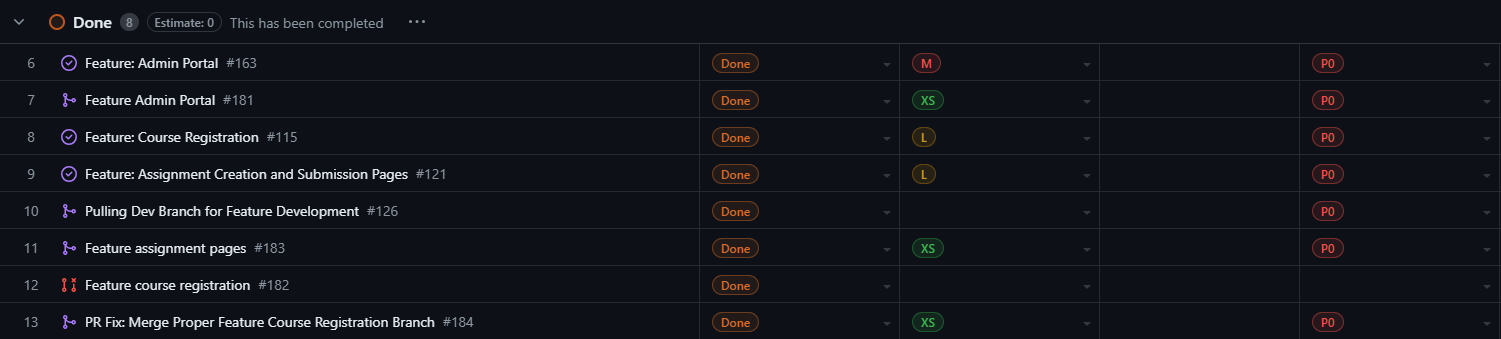 Done 8 Estimate: 0 This has been completed ···
6 Feature: Admin Portal #163 Done M P0
7 Feature Admin Portal #181 Done XS P0
8 Feature: Course Registration #115 Done L P0
9 Feature: Assignment Creation and Submission Pages #121 Done L P0
10 Pulling Dev Branch for Feature Development #126 Done P0
11 Feature assignment pages #183 Done XS P0
12 Feature course registration #182 Done
13 PR Fix: Merge Proper Feature Course Registration Branch #184 Done XS P0